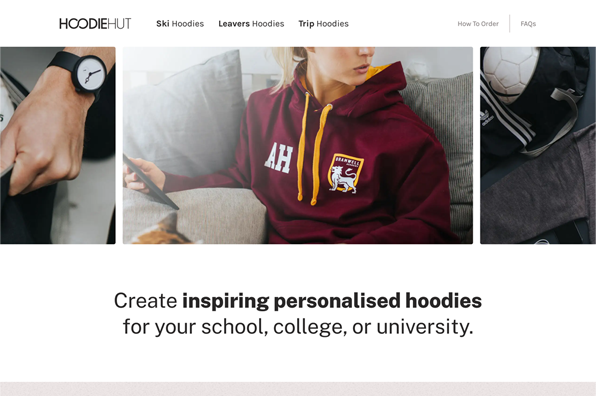 HOODIEHUT
Ski Hoodies Leavers Hoodies Trip Hoodies
How To Order FAQs
AH
BRAMWELL
Create inspiring personalised hoodies
for your school, college, or university.